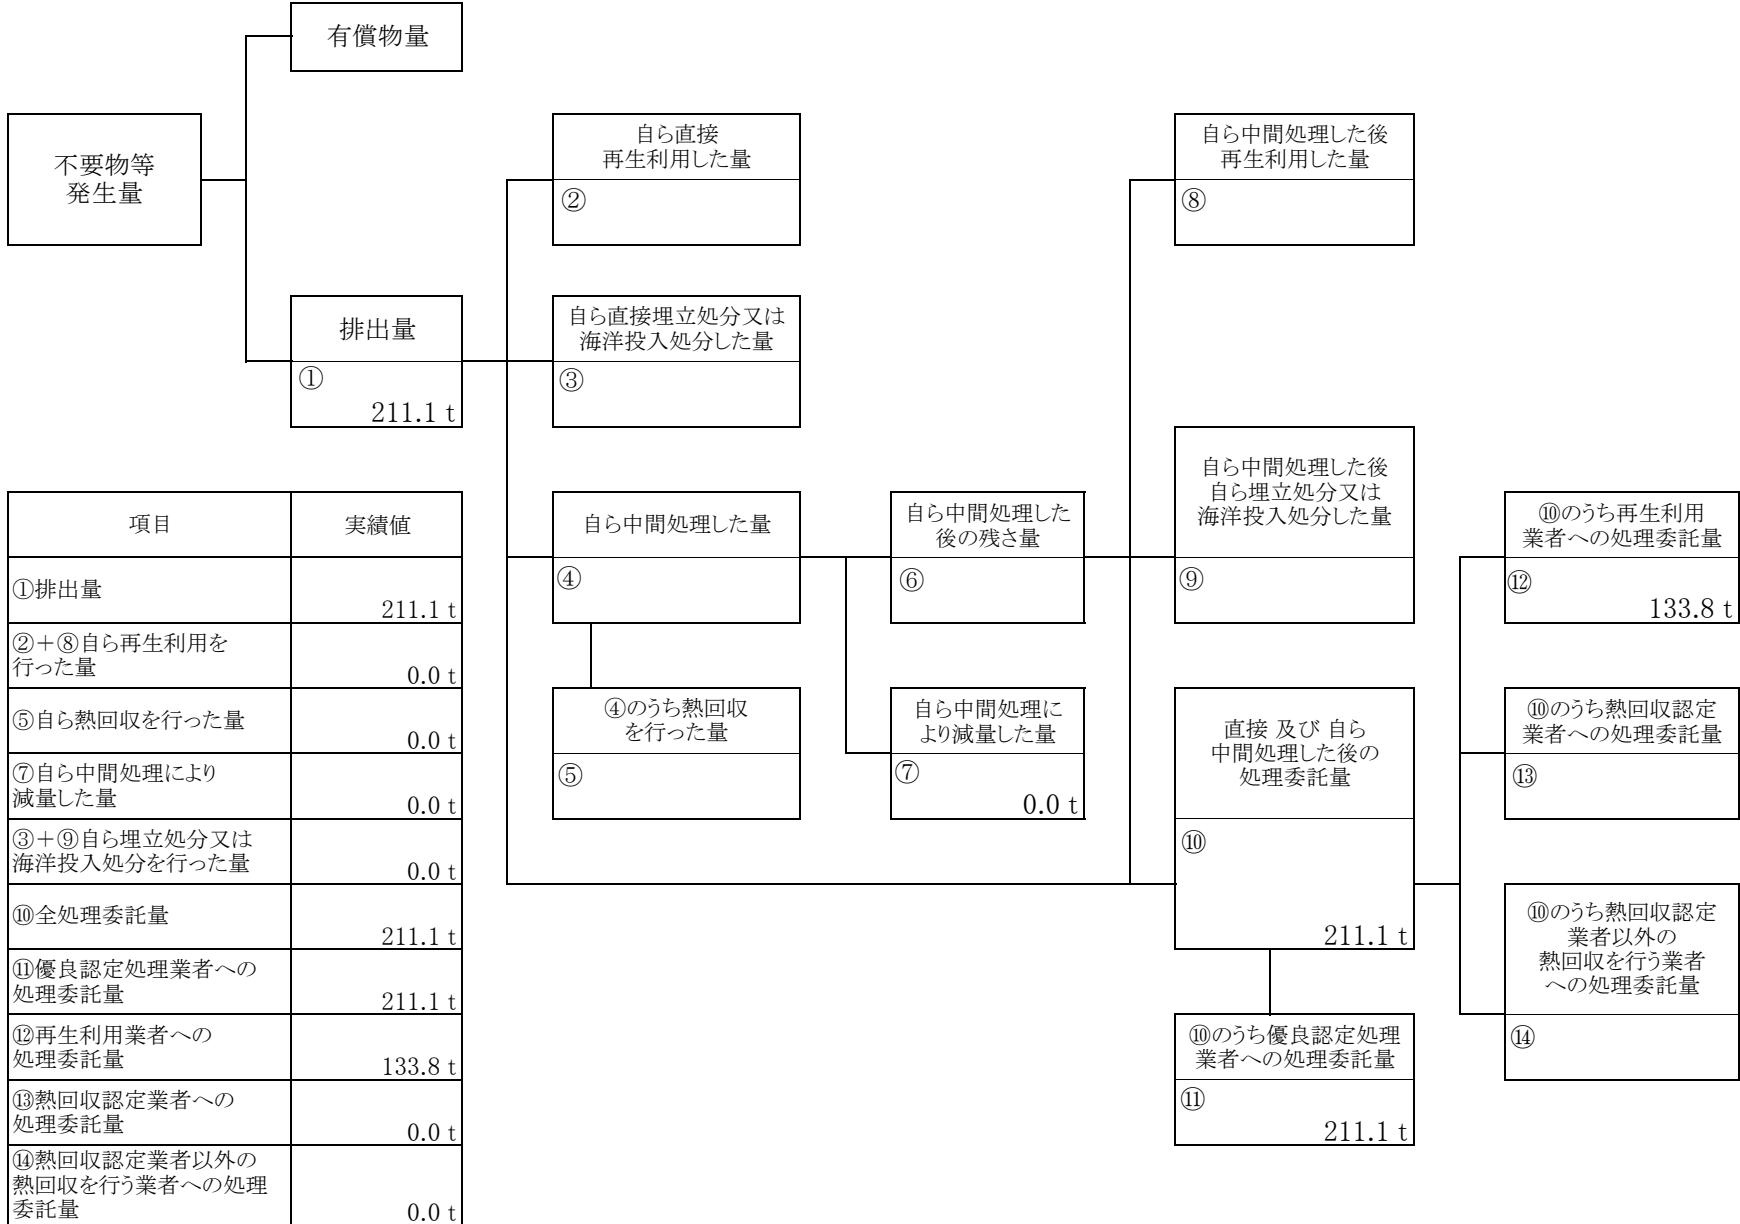 有償物量
不要物等
発生量
自ら直接
再生利用した量
②
自ら中間処理した後
再生利用した量
⑧
排出量
①
211.1 t
自ら直接埋立処分又は
海洋投入処分した量
③
自ら中間処理した量
④
自ら中間処理した
後の残さ量
⑥
自ら中間処理した後
自ら埋立処分又は
海洋投入処分した量
⑨
⑩のうち再生利用
業者への処理委託量
⑫
133.8 t
④のうち熱回収
を行った量
⑤
自ら中間処理に
より減量した量
⑦
0.0 t
直接 及び 自ら
中間処理した後の
処理委託量
⑩
211.1 t
⑩のうち熱回収認定
業者への処理委託量
⑬
⑩のうち熱回収認定
業者以外の
熱回収を行う業者
への処理委託量
⑭
⑩のうち優良認定処理
業者への処理委託量
⑪
211.1 t
項目 実績値
①排出量
211.1 t
②＋⑧自ら再生利用を
行った量
0.0 t
⑤自ら熱回収を行った量
0.0 t
⑦自ら中間処理により
減量した量
0.0 t
③＋⑨自ら埋立処分又は
海洋投入処分を行った量
0.0 t
⑩全処理委託量
211.1 t
⑪優良認定処理業者への
処理委託量
211.1 t
⑫再生利用業者への
処理委託量
133.8 t
⑬熱回収認定業者への
処理委託量
0.0 t
⑭熱回収認定業者以外の
熱回収を行う業者への処理
委託量
0.0 t